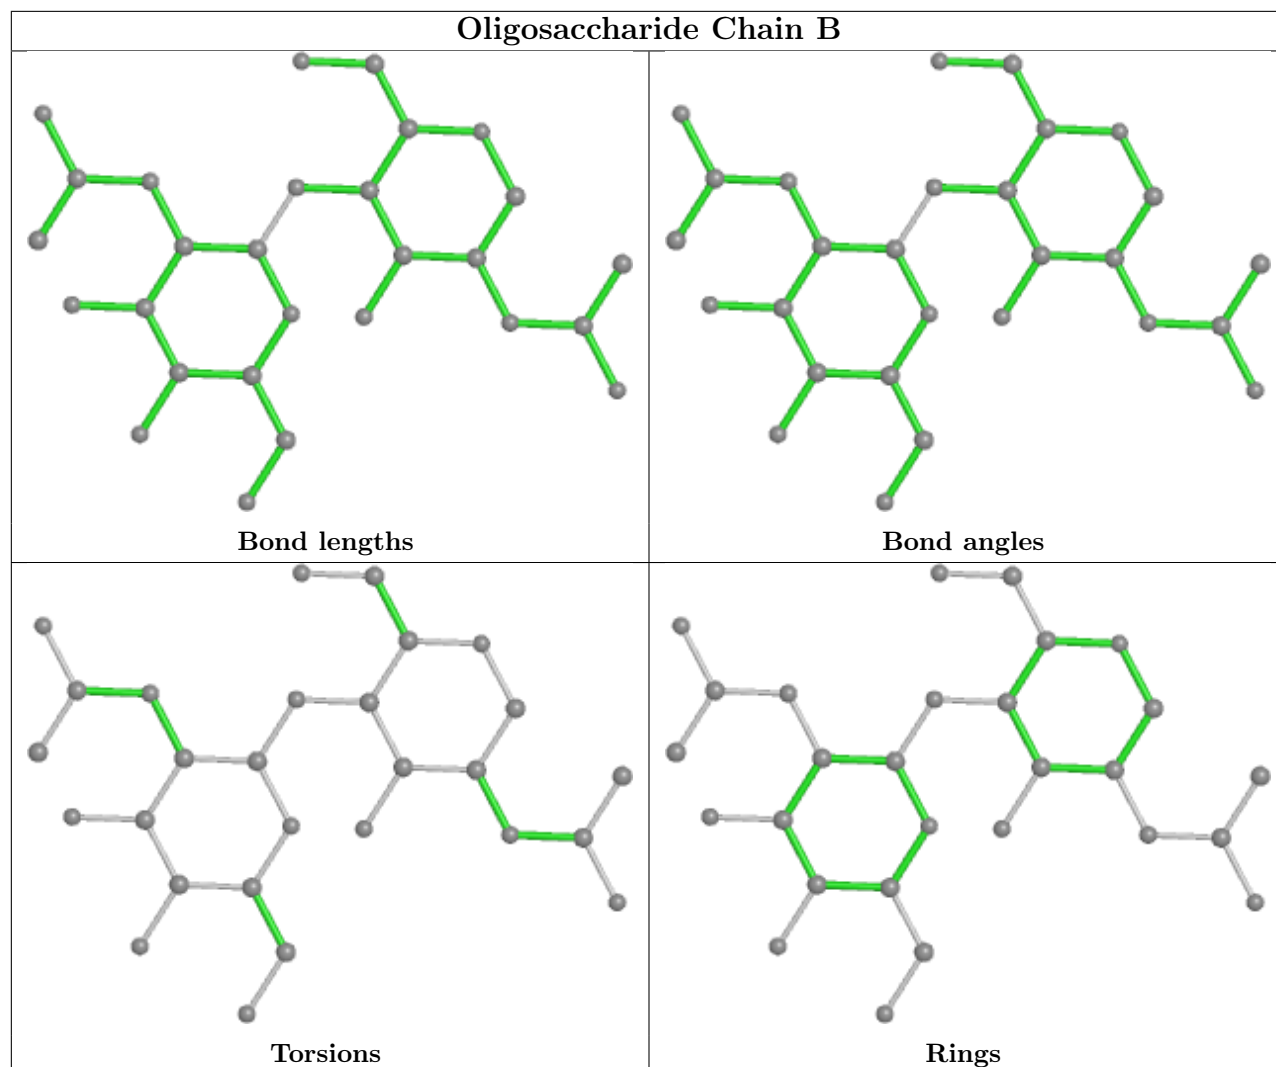 Oligosaccharide Chain B
Bond lengths
Bond angles
Torsions
Rings